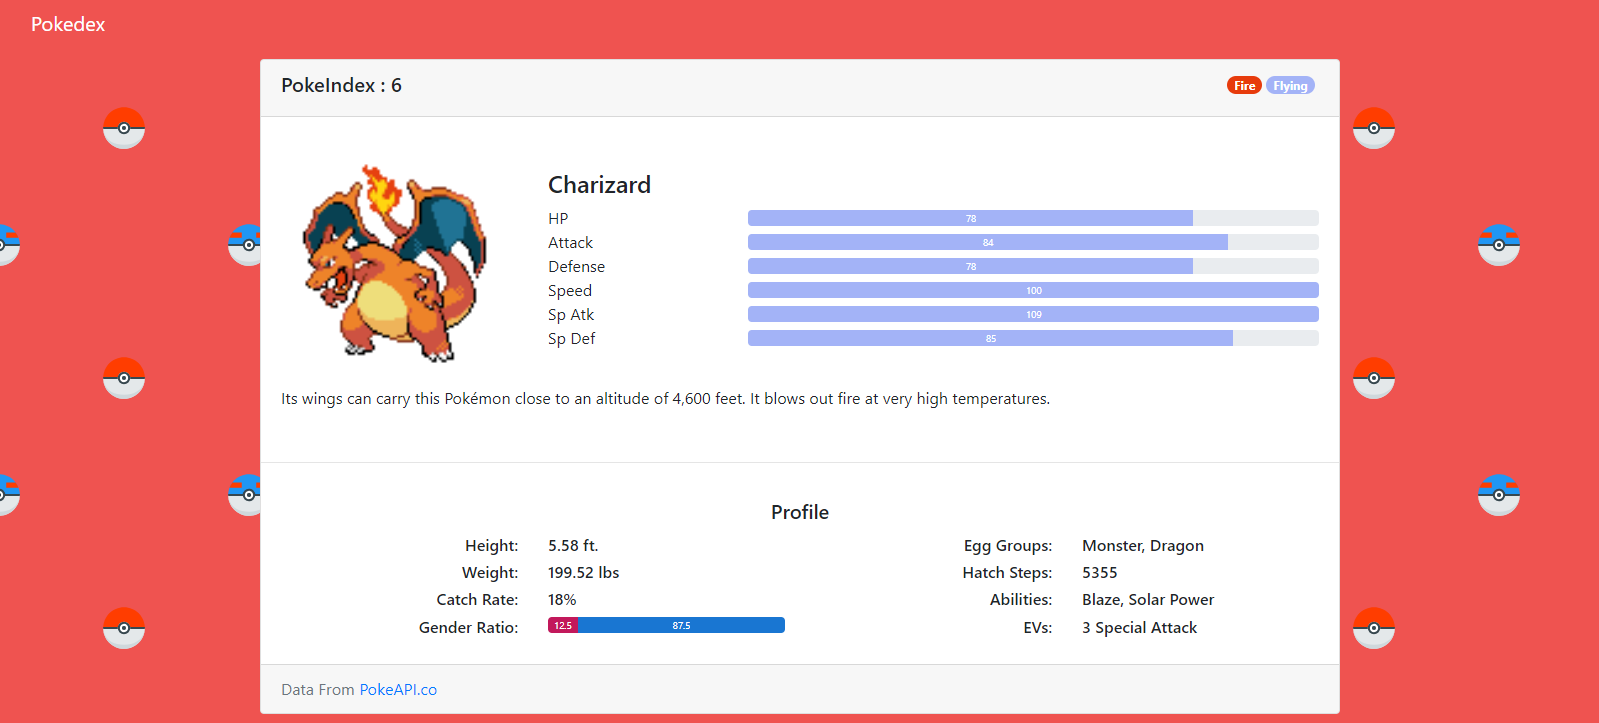 Pokedex
PokeIndex : 6
Fire Flying
Charizard
HP 78
Attack 84
Defense 78
Speed 100
Sp Atk 109
Sp Def 85
Its wings can carry this Pokémon close to an altitude of 4,600 feet. It blows out fire at very high temperatures.
Profile
Height: 5.58 ft.
Weight: 199.52 lbs
Catch Rate: 18%
Gender Ratio: 12.5 87.5
Egg Groups: Monster, Dragon
Hatch Steps: 5355
Abilities: Blaze, Solar Power
EVs: 3 Special Attack
Data From PokeAPI.co